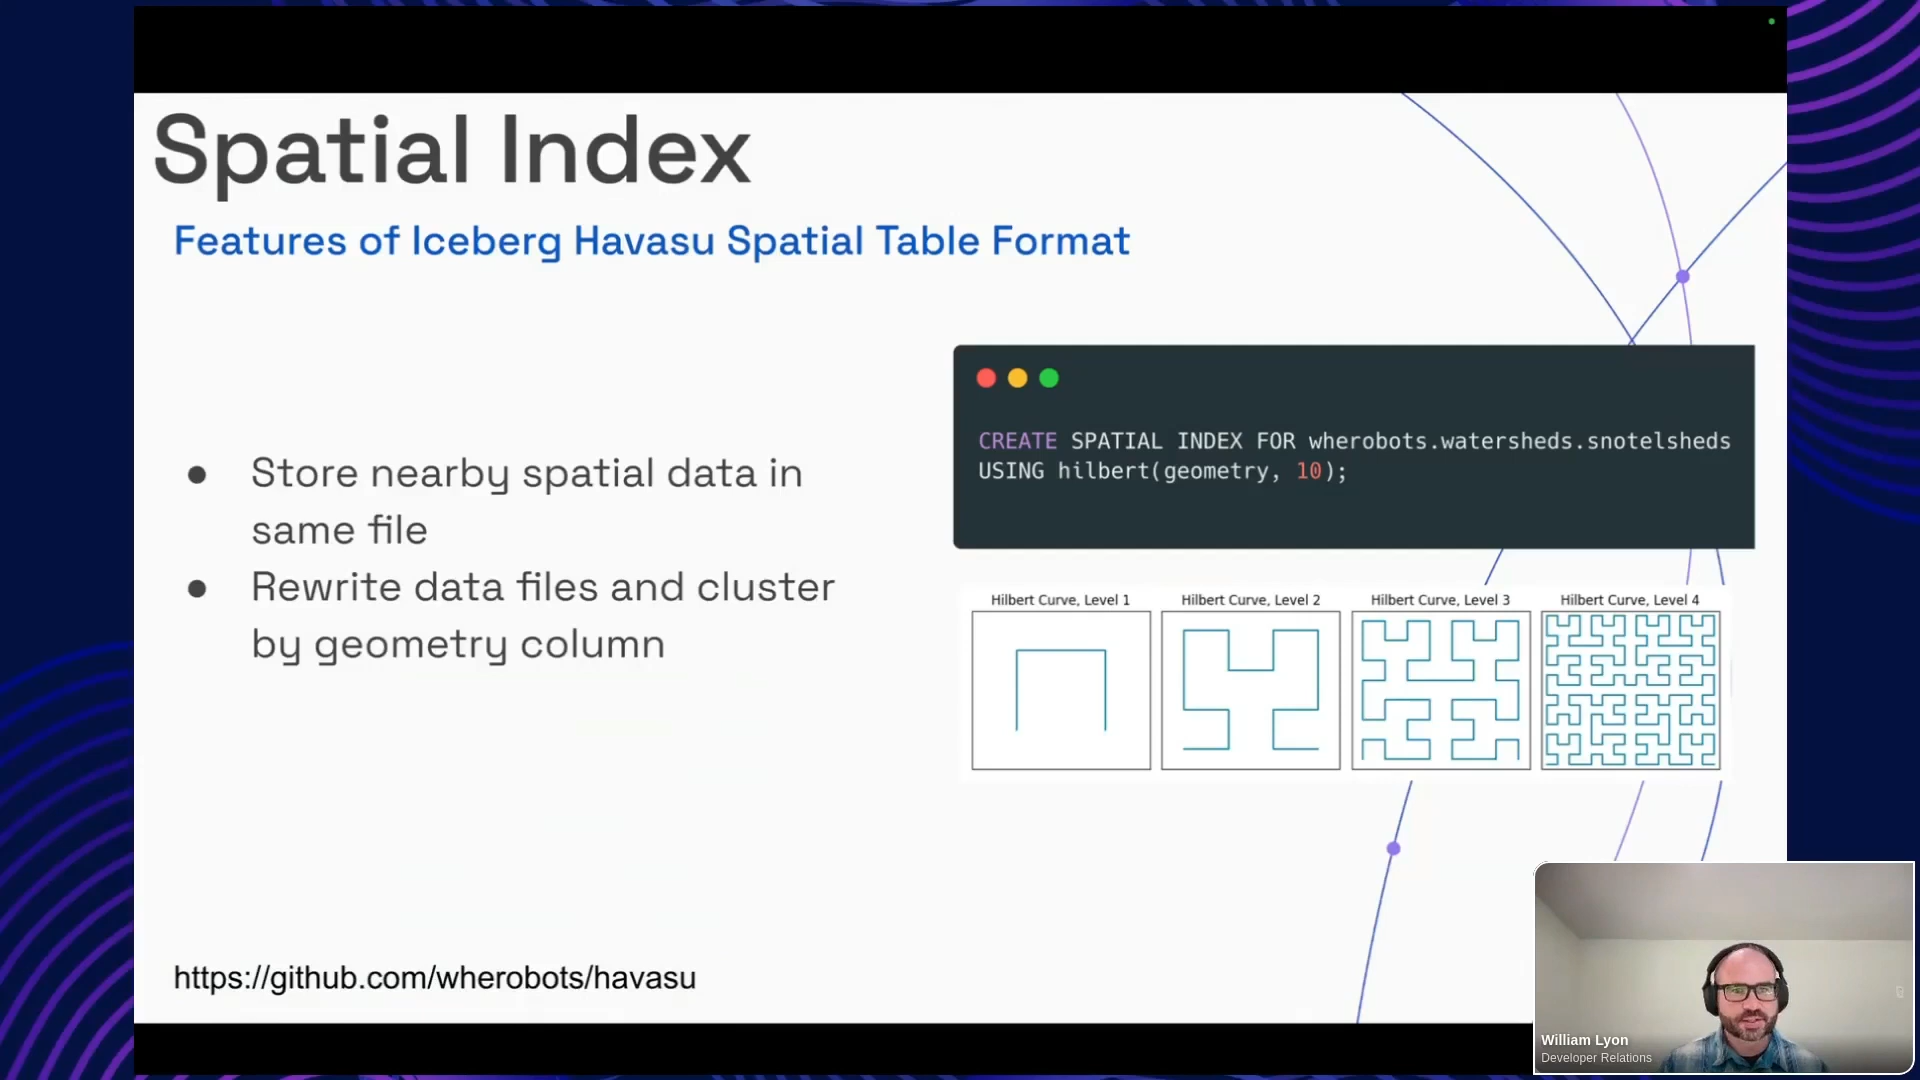 Spatial Index
Features of Iceberg Havasu Spatial Table Format
● Store nearby spatial data in
same file
● Rewrite data files and cluster
by geometry column
CREATE SPATIAL INDEX FOR wherobots.watersheds.snotelsheds
USING hilbert(geometry, 10);
Hilbert Curve, Level 1
Hilbert Curve, Level 2
Hilbert Curve, Level 3
Hilbert Curve, Level 4
https://github.com/wherobots/havasu
William Lyon
Developer Relations